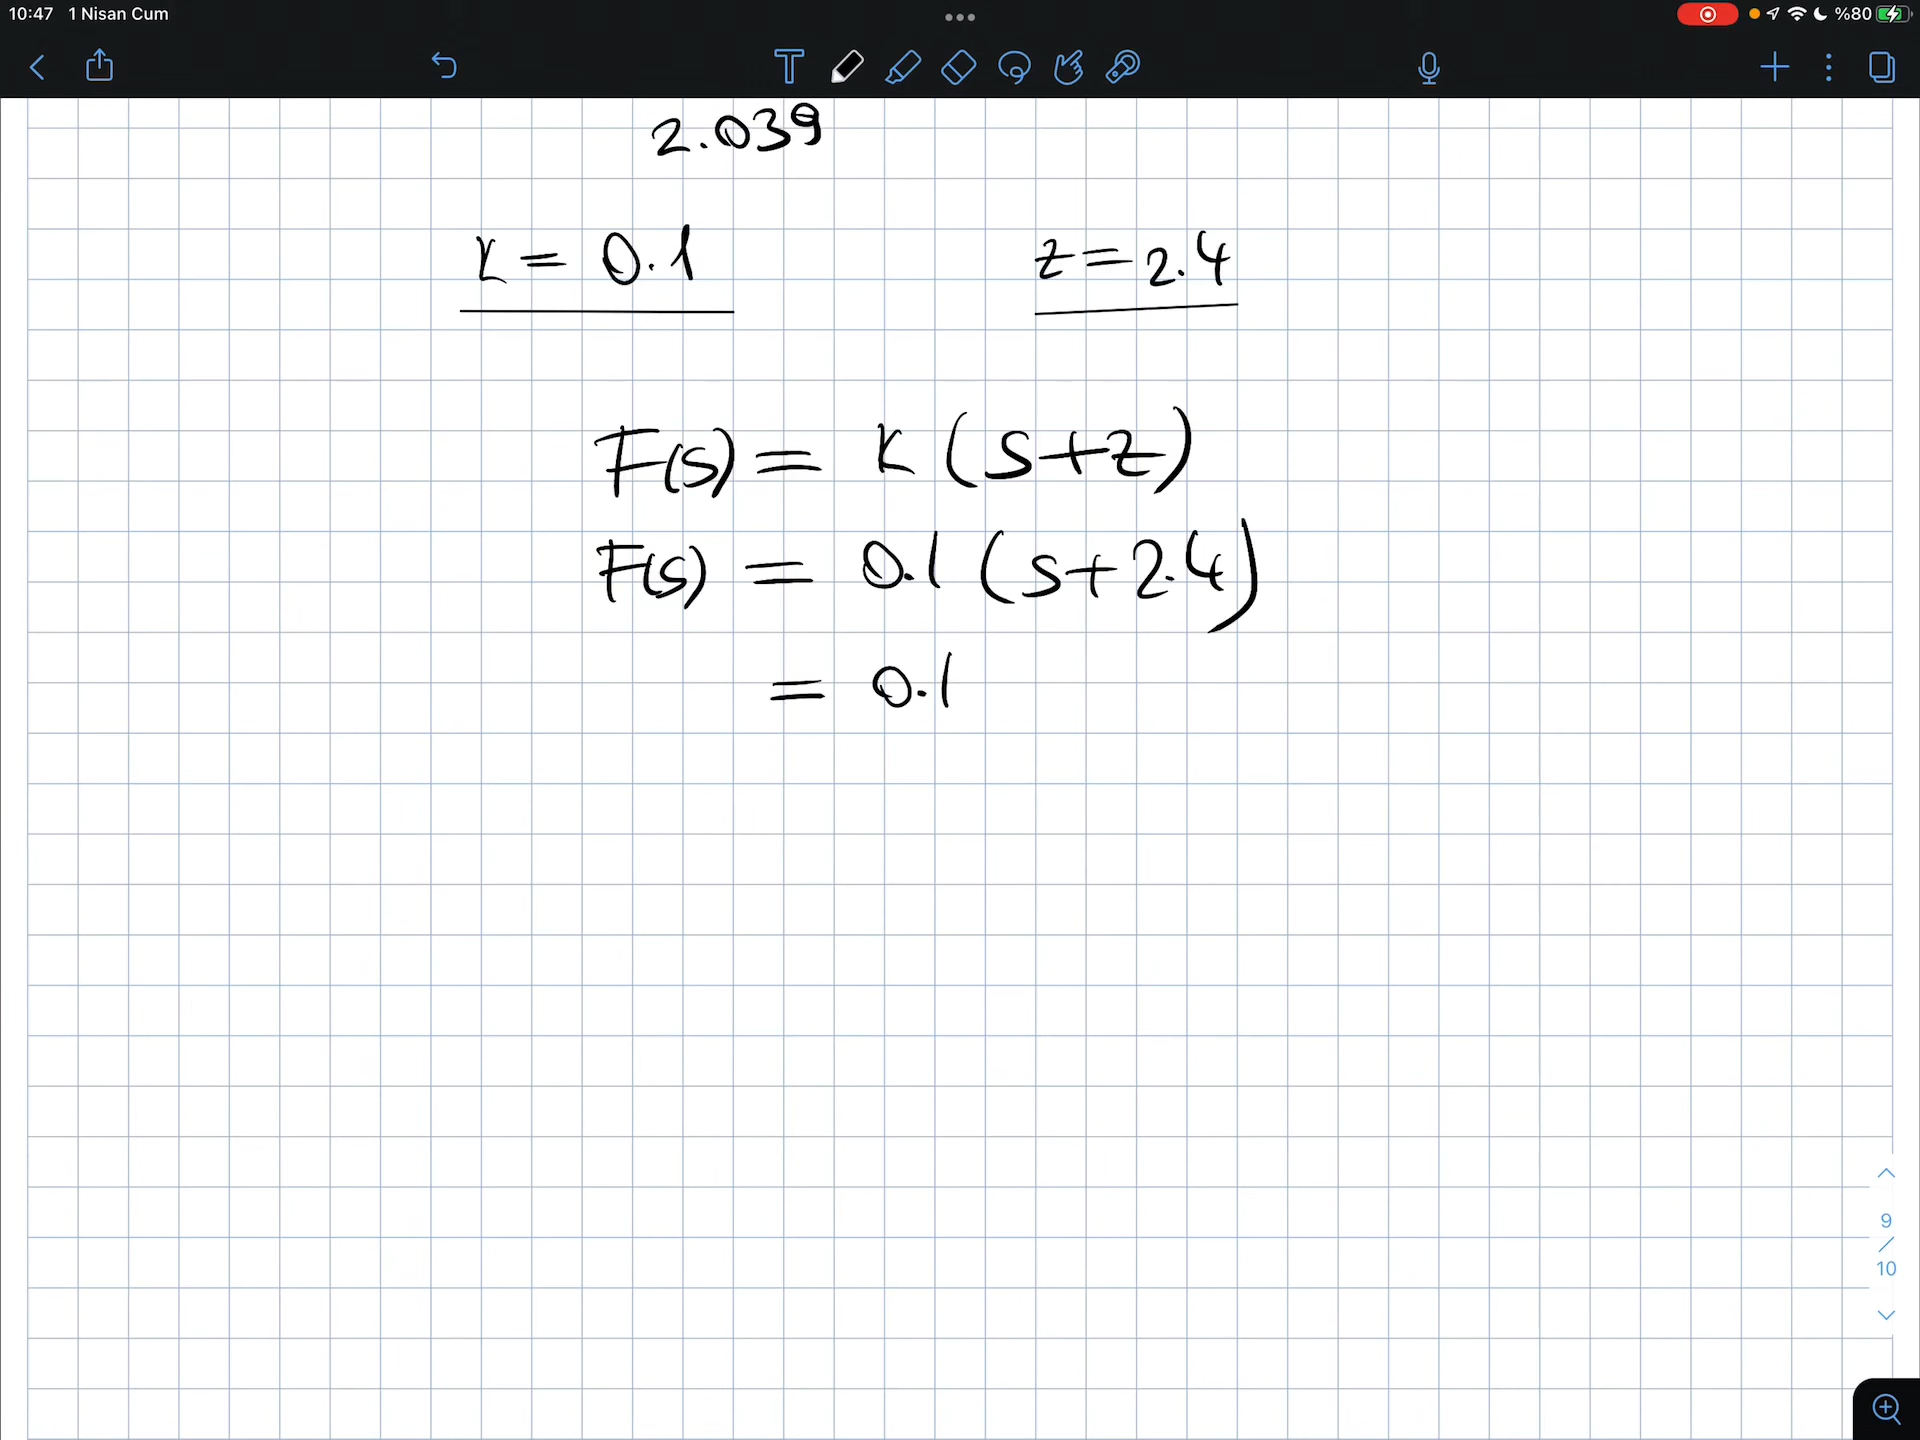 10:47 1 Nisan Cum
%80
2.039
K = 0.1
z = 2.4
F(s) = K (s+z)
F(s) = 0.1 (s+2.4)
= 0.1
9
/
10